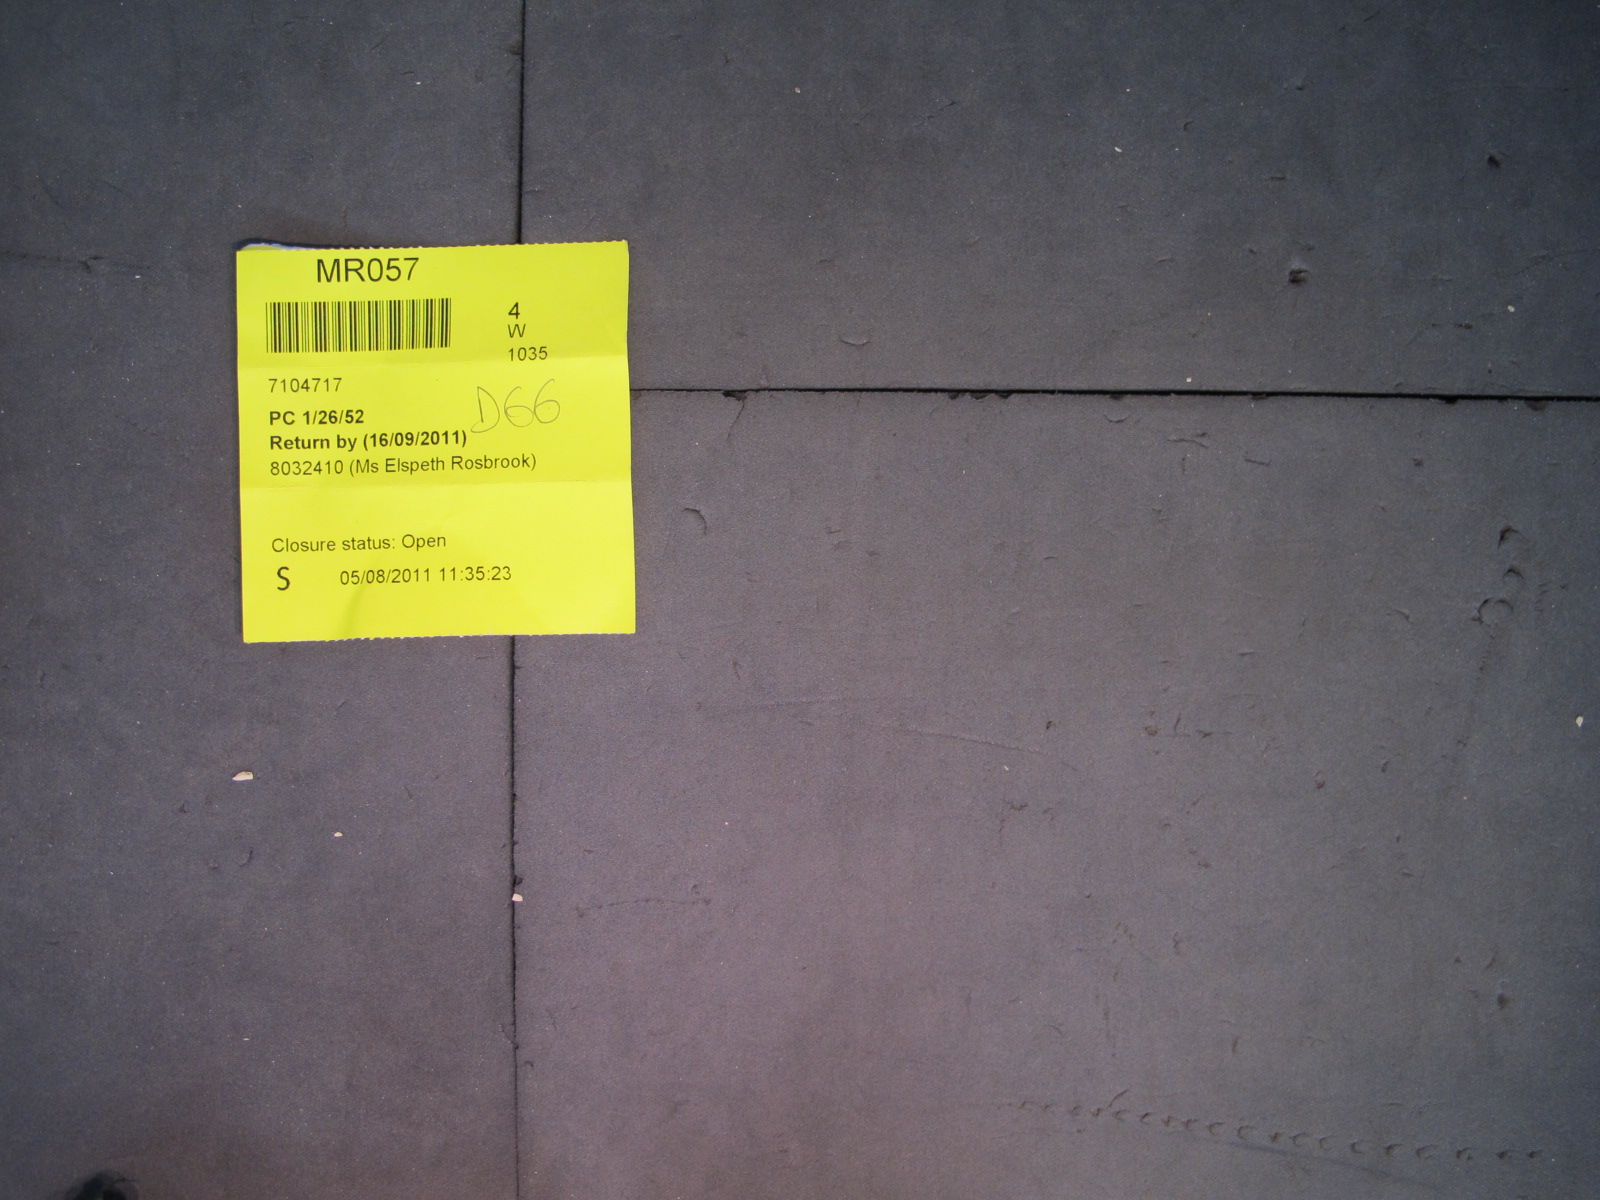 MR057
4
W
1035
7104717
D66
PC 1/26/52
Return by (16/09/2011)
8032410 (Ms Elspeth Rosbrook)
Closure status: Open
S 05/08/2011 11:35:23